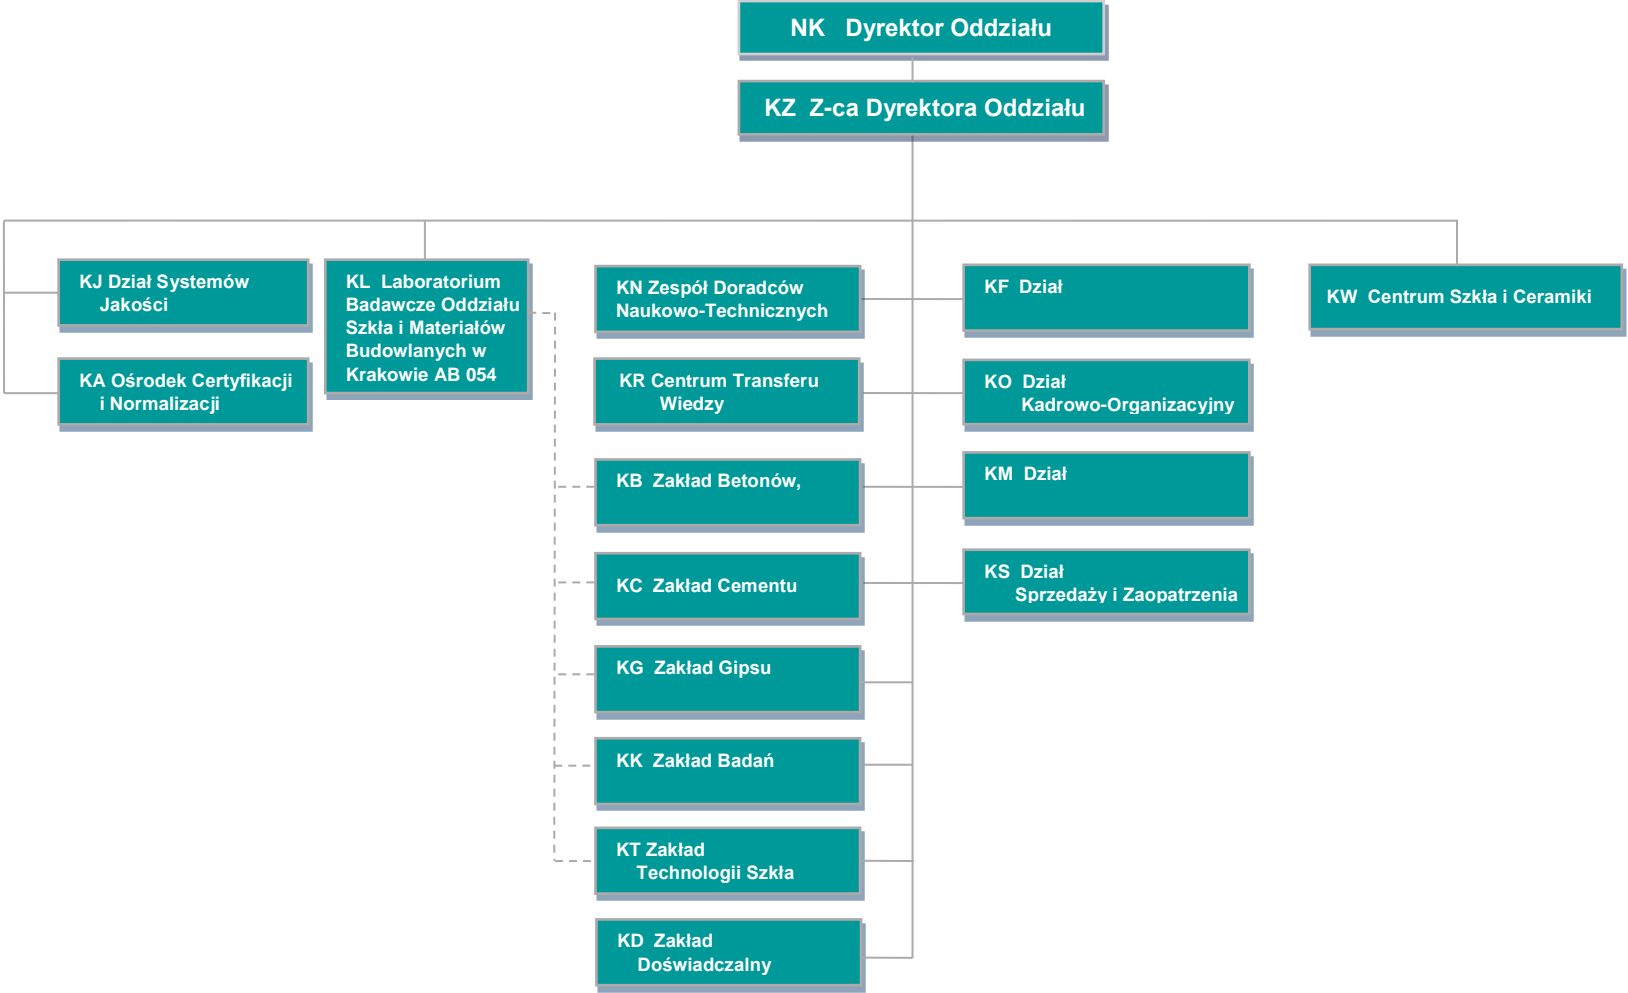 NK Dyrektor Oddziału
KZ Z-ca Dyrektora Oddziału
KJ Dział Systemów
Jakości
KA Ośrodek Certyfikacji
i Normalizacji
KL Laboratorium
Badawcze Oddziału
Szkła i Materiałów
Budowlanych w
Krakowie AB 054
KN Zespół Doradców
Naukowo-Technicznych
KR Centrum Transferu
Wiedzy
KB Zakład Betonów,
KC Zakład Cementu
KG Zakład Gipsu
KK Zakład Badań
KT Zakład
Technologii Szkła
KD Zakład
Doświadczalny
KF Dział
KO Dział
Kadrowo-Organizacyjny
KM Dział
KS Dział
Sprzedaży i Zaopatrzenia
KW Centrum Szkła i Ceramiki